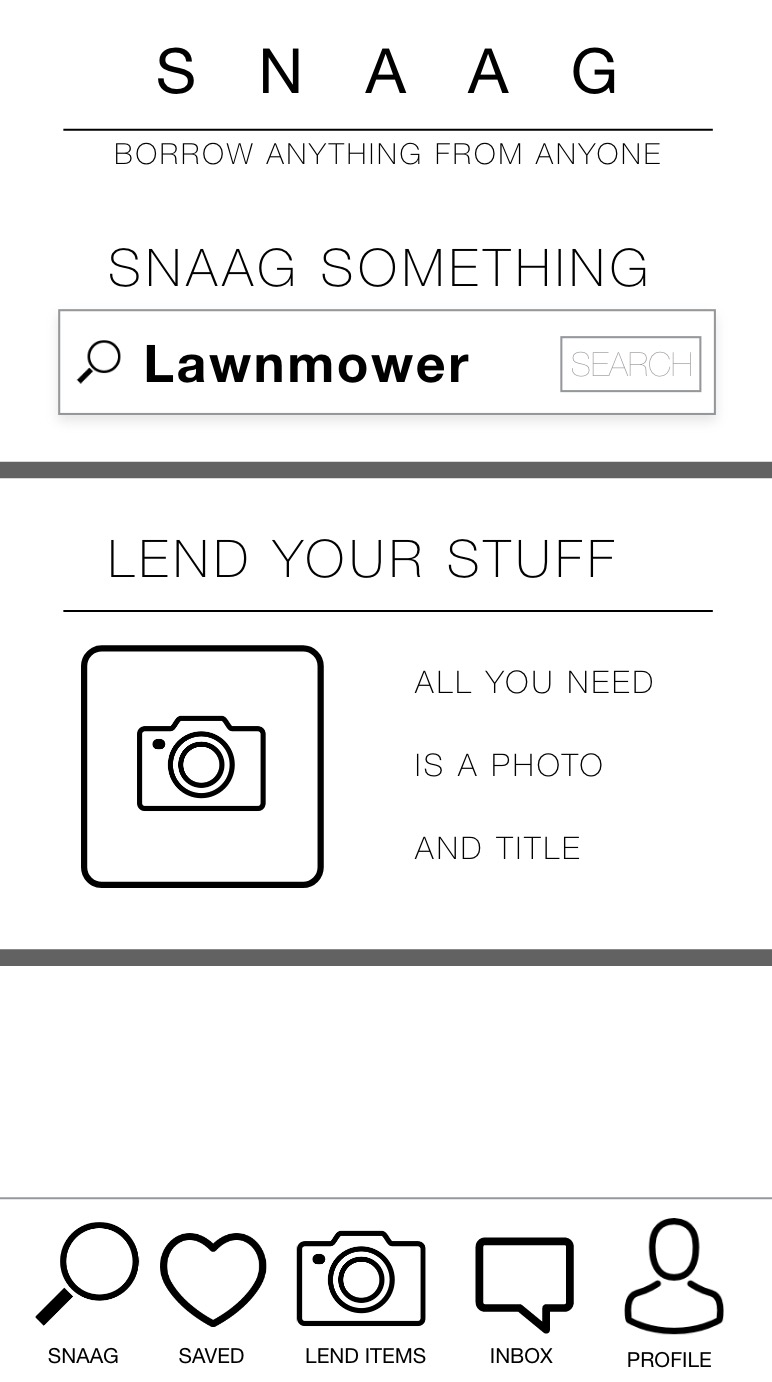 S N A A G
BORROW ANYTHING FROM ANYONE
SNAAG SOMETHING
Lawnmower SEARCH
LEND YOUR STUFF
ALL YOU NEED
IS A PHOTO
AND TITLE
SNAAG SAVED LEND ITEMS INBOX PROFILE